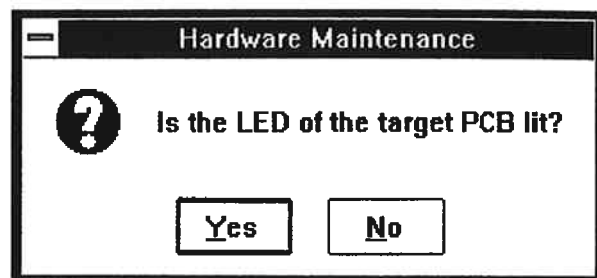 Hardware Maintenance
Is the LED of the target PCB lit?
Yes No